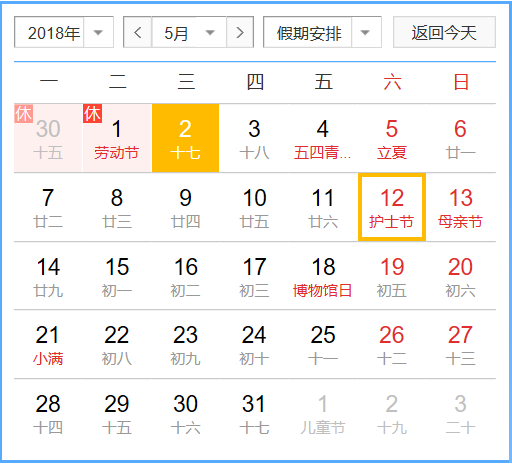 2018年 5月 假期安排 返回今天
一 二 三 四 五 六 日
休 30 休 1 2 3 4 5 6
十五 劳动节 十七 十八 五四青... 立夏 廿一
7 8 9 10 11 12 13
廿二 廿三 廿四 廿五 廿六 护士节 母亲节
14 15 16 17 18 19 20
廿九 初一 初二 初三 博物馆日 初五 初六
21 22 23 24 25 26 27
小满 初八 初九 初十 十一 十二 十三
28 29 30 31 1 2 3
十四 十五 十六 十七 儿童节 十九 二十